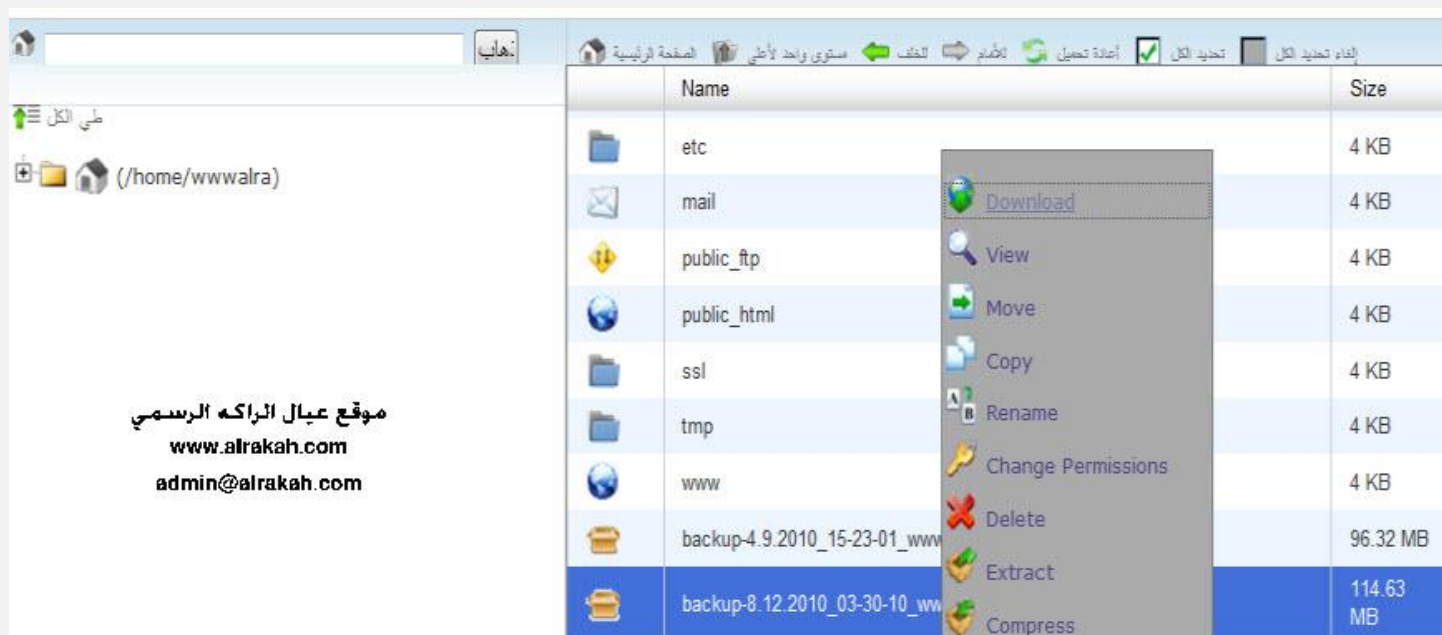 ذهاب
الصفحة الرئيسية مستوى واحد لأعلى للخلف للأمام أعادة تحميل تحديد الكل إلغاء تحديد الكل
طي الكل
(/home/wwwalra)
موقع عيال الراكه الرسمي
www.alrakah.com
admin@alrakah.com
Name Size
etc 4 KB
mail 4 KB
public_ftp 4 KB
public_html 4 KB
ssl 4 KB
tmp 4 KB
www 4 KB
backup-4.9.2010_15-23-01_www 96.32 MB
backup-8.12.2010_03-30-10_ww 114.63 MB
Download
View
Move
Copy
Rename
Change Permissions
Delete
Extract
Compress